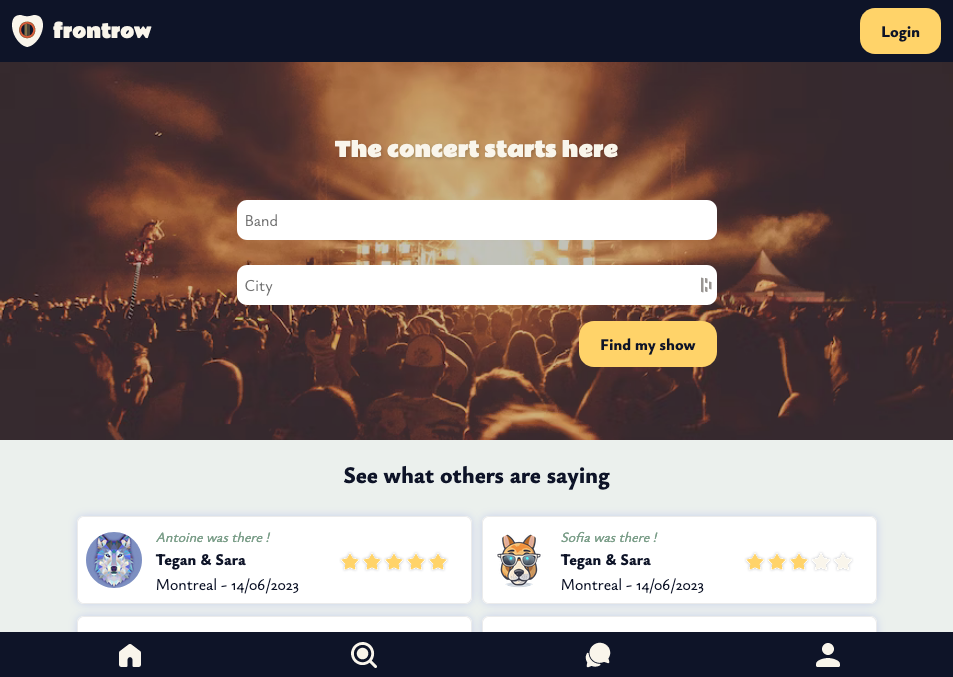 frontrow
Login
The concert starts here
Band
City
Find my show
See what others are saying
Antoine was there !
Tegan & Sara
Montreal - 14/06/2023
Sofia was there !
Tegan & Sara
Montreal - 14/06/2023